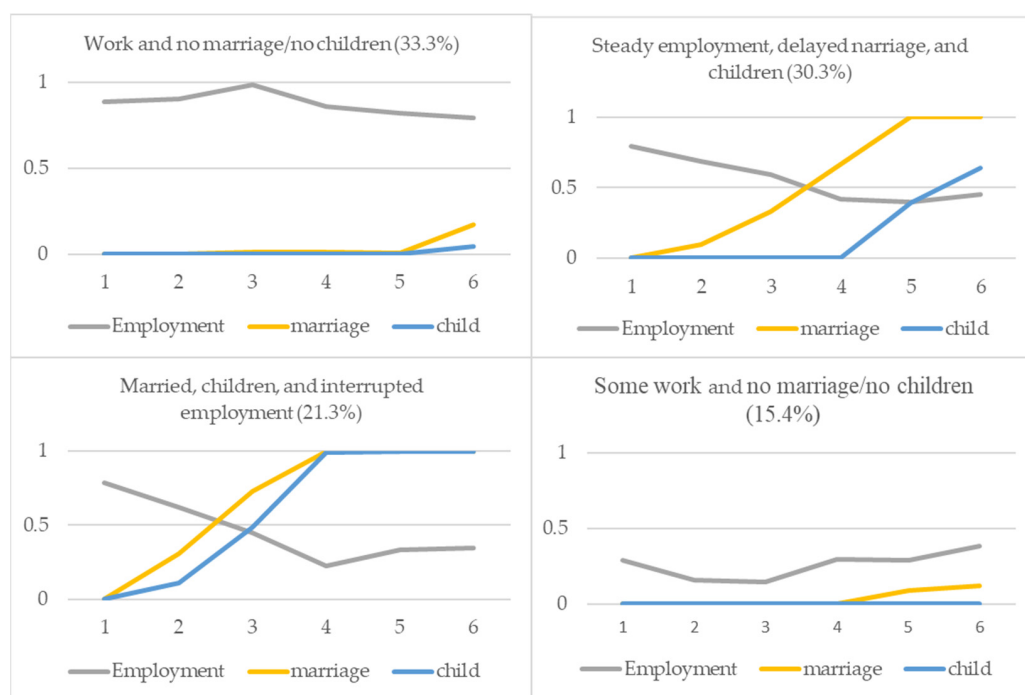 Work and no marriage/no children (33.3%)
1
0.5
0
1 2 3 4 5 6
Employment marriage child
Steady employment, delayed narriage, and
children (30.3%)
1
0.5
0
1 2 3 4 5 6
Employment marriage child
Married, children, and interrupted
employment (21.3%)
1
0.5
0
1 2 3 4 5 6
Employment marriage child
Some work and no marriage/no children
(15.4%)
1
0.5
0
1 2 3 4 5 6
Employment marriage child